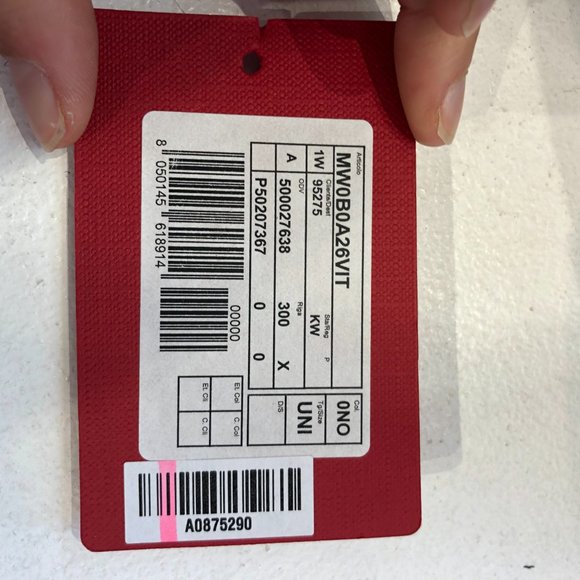 Articolo Col.
MW0B0A26VIT 0NO
Cliente/Dest Sta/Reg P Tg/Size
1W 95275 KW UNI
ODV Riga D/S
A 500027638 300 X
P50207367 0 0
Et. Col C. Col
Et. Cli C. Cli
00000
8 050145 618914
A0875290